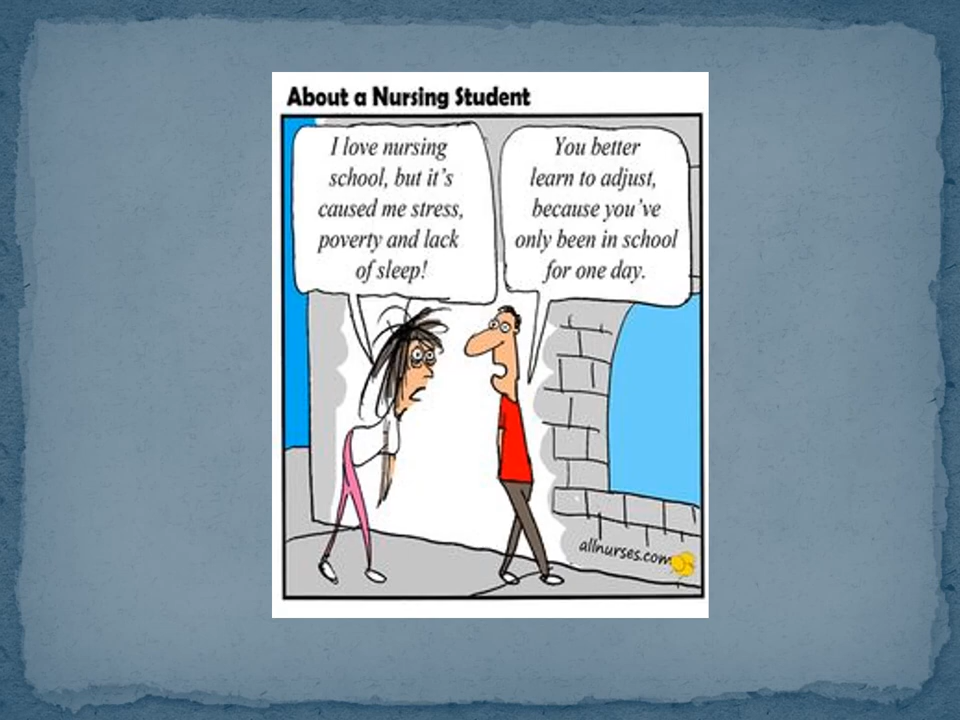 About a Nursing Student
I love nursing
school, but it's
caused me stress,
poverty and lack
of sleep!
You better
learn to adjust,
because you've
only been in school
for one day.
allnurses.com